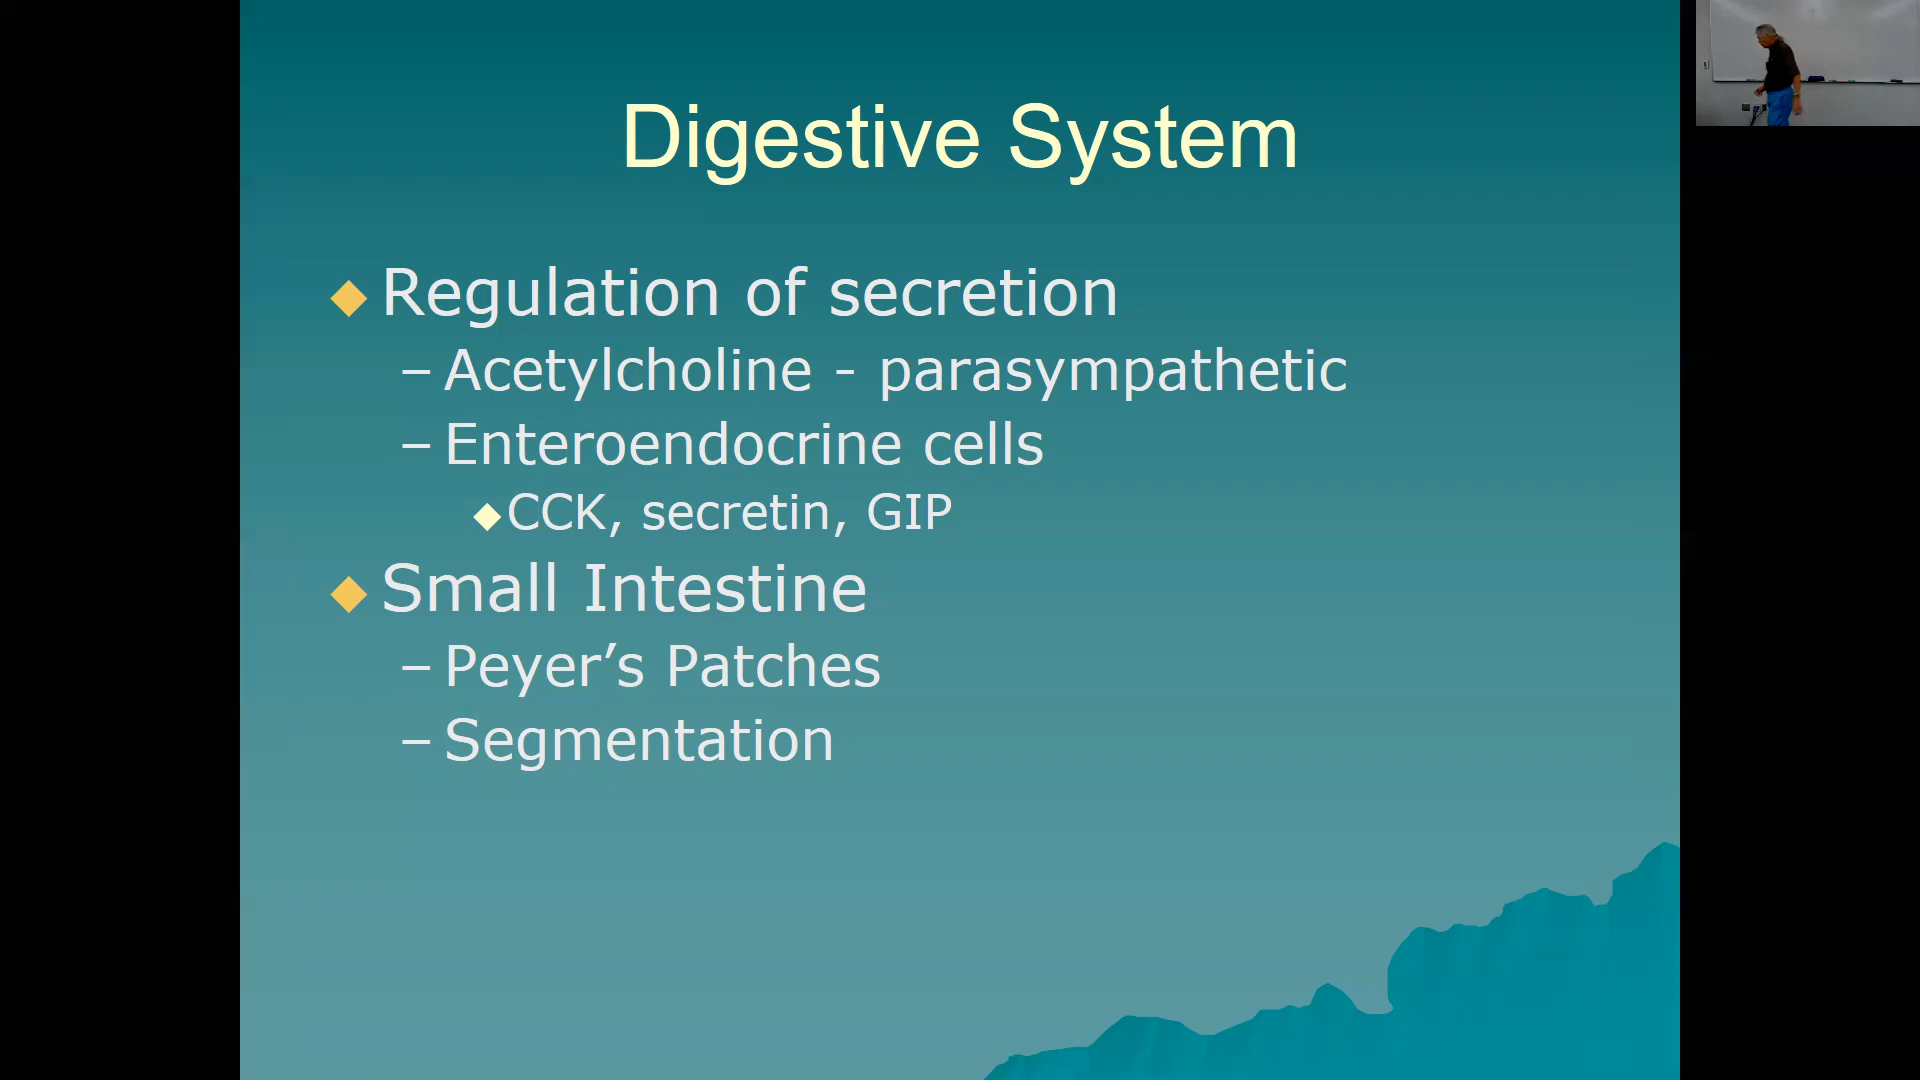 Digestive System
Regulation of secretion
– Acetylcholine - parasympathetic
– Enteroendocrine cells
CCK, secretin, GIP
Small Intestine
– Peyer’s Patches
– Segmentation